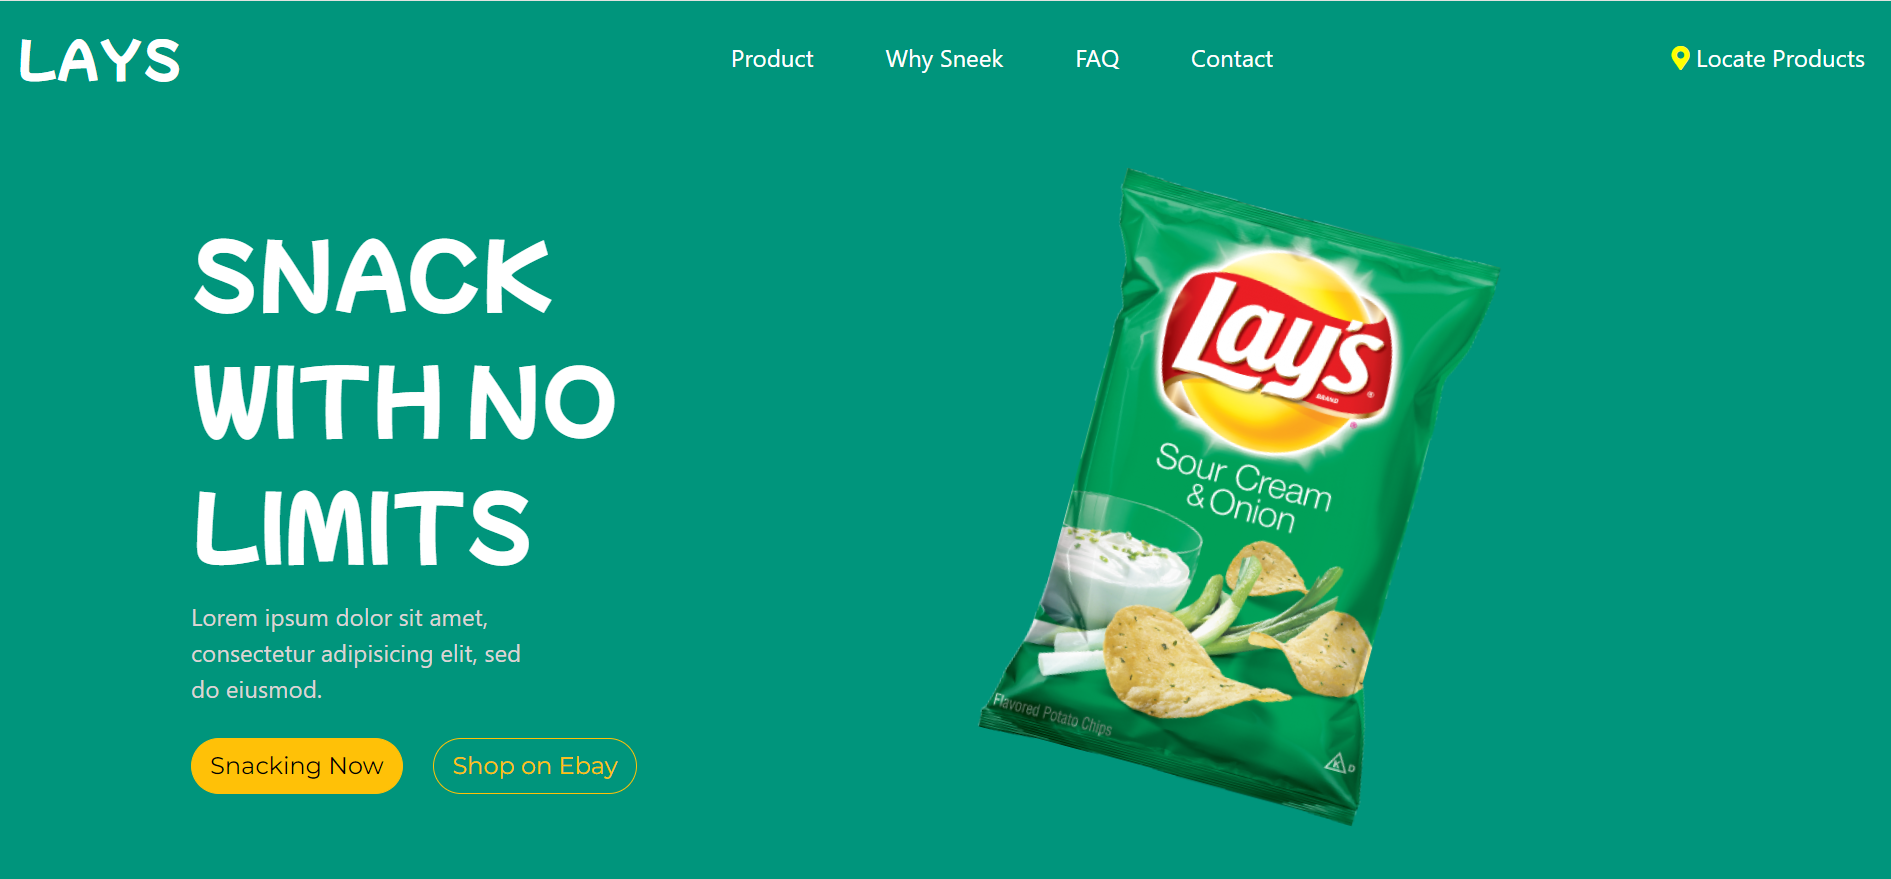 LAYS
Product
Why Sneek
FAQ
Contact
Locate Products
SNACK
WITH NO
LIMITS
Lorem ipsum dolor sit amet,
consectetur adipisicing elit, sed
do eiusmod.
Snacking Now
Shop on Ebay
Lay's
BRAND
®
Sour Cream
& Onion
Flavored Potato Chips
K D